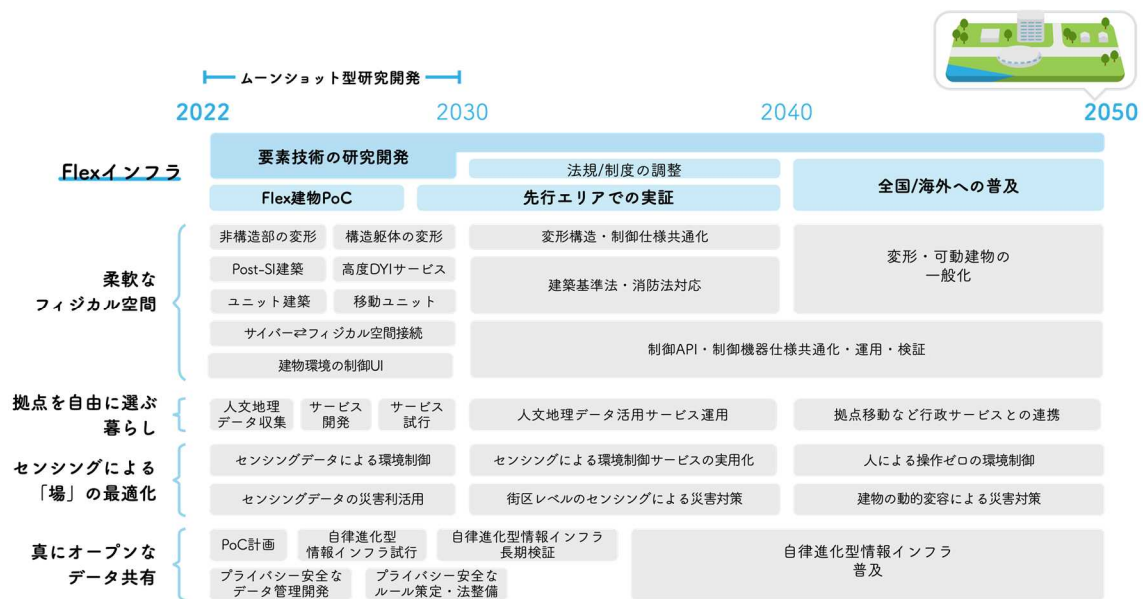 ムーンショット型研究開発
2022
2030
2040
2050
Flexインフラ
要素技術の研究開発
法規/制度の調整
全国/海外への普及
Flex建物PoC
先行エリアでの実証
柔軟な
フィジカル空間
非構造部の変形
構造躯体の変形
変形構造・制御仕様共通化
変形・可動建物の
一般化
Post-SI建築
高度DYIサービス
建築基準法・消防法対応
ユニット建築
移動ユニット
サイバー⇄フィジカル空間接続
制御API・制御機器仕様共通化・運用・検証
建物環境の制御UI
拠点を自由に選ぶ
暮らし
人文地理
データ収集
サービス
開発
サービス
試行
人文地理データ活用サービス運用
拠点移動など行政サービスとの連携
センシングによる
「場」の最適化
センシングデータによる環境制御
センシングによる環境制御サービスの実用化
人による操作ゼロの環境制御
センシングデータの災害利活用
街区レベルのセンシングによる災害対策
建物の動的変容による災害対策
真にオープンな
データ共有
PoC計画
自律進化型
情報インフラ試行
自律進化型情報インフラ
長期検証
自律進化型情報インフラ
普及
プライバシー安全な
データ管理開発
プライバシー安全な
ルール策定・法整備